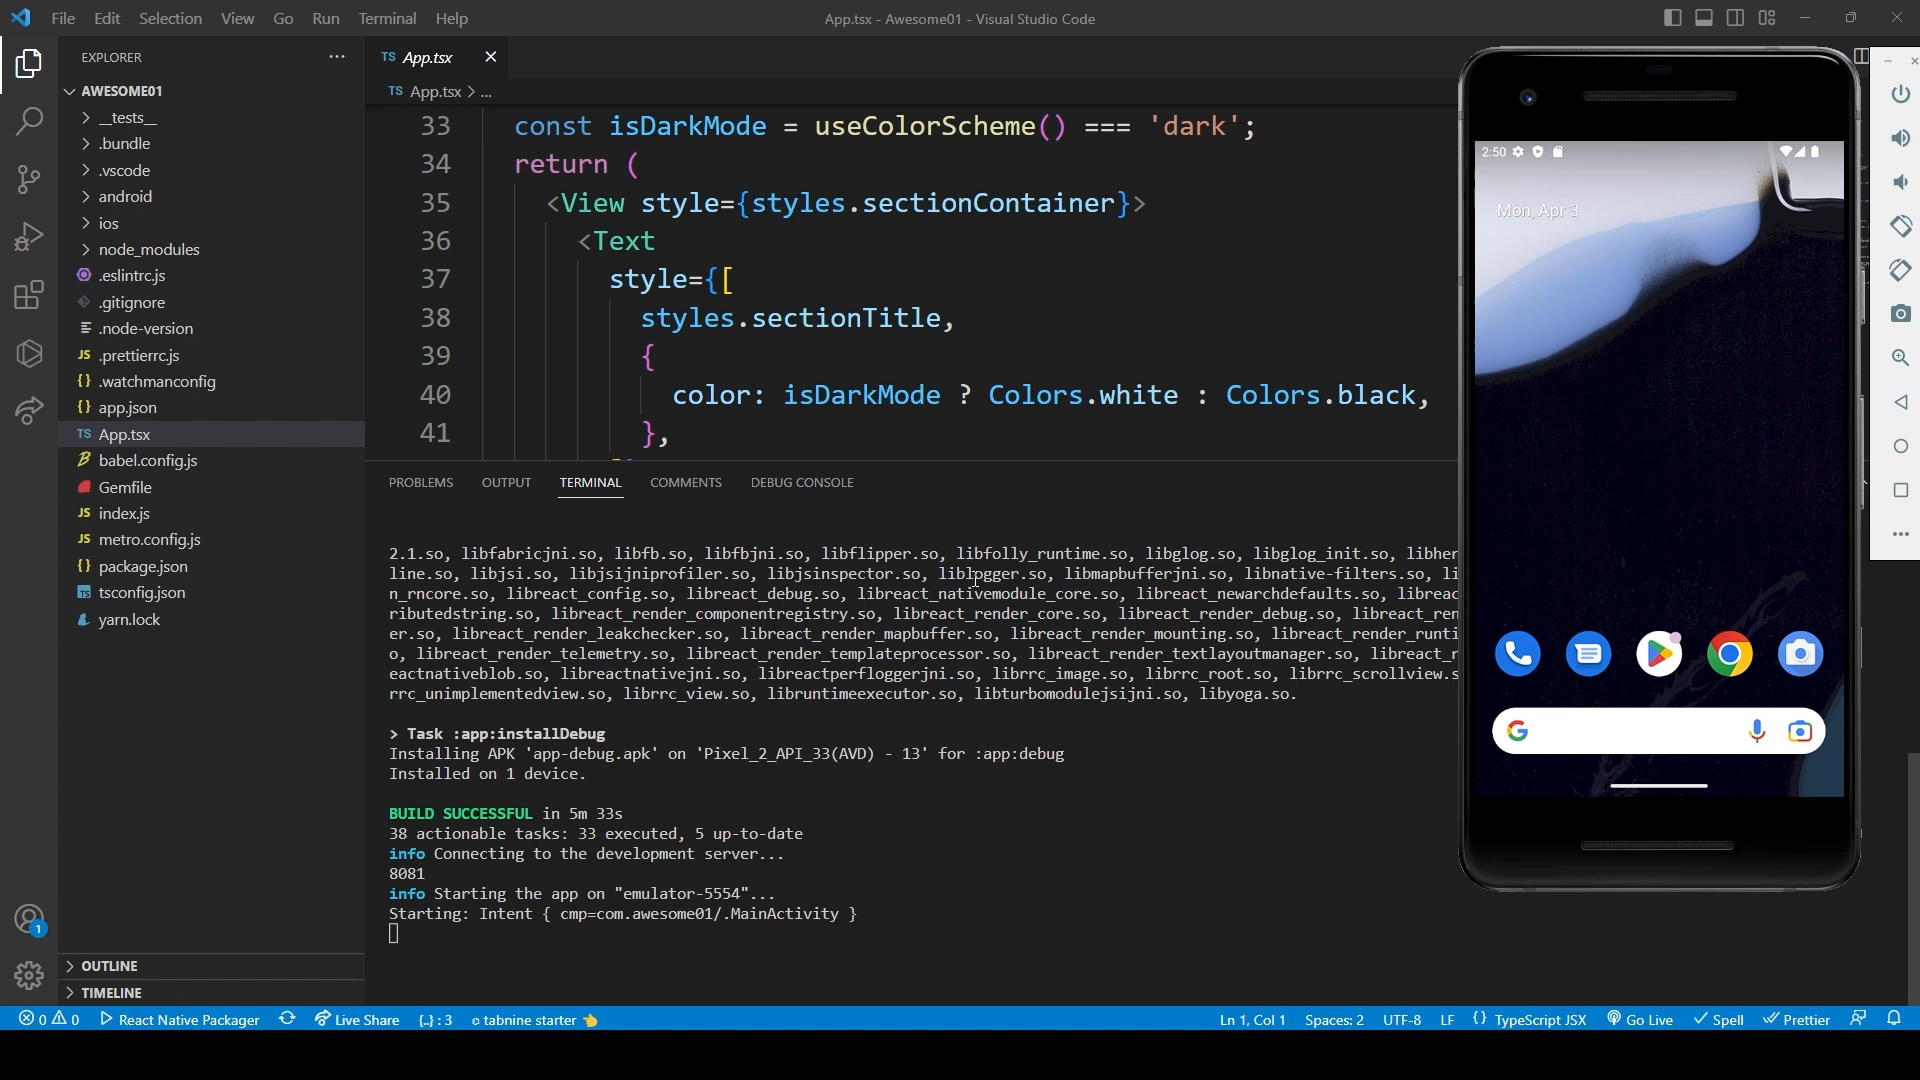 File Edit Selection View Go Run Terminal Help
App.tsx - Awesome01 - Visual Studio Code
EXPLORER
AWESOME01
__tests__
.bundle
.vscode
android
ios
node_modules
.eslintrc.js
.gitignore
.node-version
JS .prettierrc.js
{} .watchmanconfig
{} app.json
TS App.tsx
babel.config.js
Gemfile
JS index.js
JS metro.config.js
{} package.json
TS tsconfig.json
yarn.lock
OUTLINE
TIMELINE
TS App.tsx
TS App.tsx > ...
33 const isDarkMode = useColorScheme() === 'dark';
34 return (
35 <View style={styles.sectionContainer}>
36 <Text
37 style={[
38 styles.sectionTitle,
39 {
40 color: isDarkMode ? Colors.white : Colors.black,
41 },
PROBLEMS OUTPUT TERMINAL COMMENTS DEBUG CONSOLE
2.1.so, libfabricjni.so, libfb.so, libfbjni.so, libflipper.so, libfolly_runtime.so, libglog.so, libglog_init.so, libher
line.so, libjsi.so, libjsijniprofiler.so, libjsinspector.so, liblogger.so, libmapbufferjni.so, libnative-filters.so, li
n_rncore.so, libreact_config.so, libreact_debug.so, libreact_nativemodule_core.so, libreact_newarchdefaults.so, libreac
ributedstring.so, libreact_render_componentregistry.so, libreact_render_core.so, libreact_render_debug.so, libreact_ren
er.so, libreact_render_leakchecker.so, libreact_render_mapbuffer.so, libreact_render_mounting.so, libreact_render_runti
o, libreact_render_telemetry.so, libreact_render_templateprocessor.so, libreact_render_textlayoutmanager.so, libreact_r
eactnativeblob.so, libreactnativejni.so, libreactperfloggerjni.so, librrc_image.so, librrc_root.so, librrc_scrollview.s
rrc_unimplementedview.so, librrc_view.so, libruntimeexecutor.so, libturbomodulejsijni.so, libyoga.so.
> Task :app:installDebug
Installing APK 'app-debug.apk' on 'Pixel_2_API_33(AVD) - 13' for :app:debug
Installed on 1 device.
BUILD SUCCESSFUL in 5m 33s
38 actionable tasks: 33 executed, 5 up-to-date
info Connecting to the development server...
8081
info Starting the app on "emulator-5554"...
Starting: Intent { cmp=com.awesome01/.MainActivity }
2:50
Mon, Apr 3
G
1
0 0 React Native Packager Live Share {..} : 3 tabnine starter
Ln 1, Col 1 Spaces: 2 UTF-8 LF {} TypeScript JSX Go Live Spell Prettier